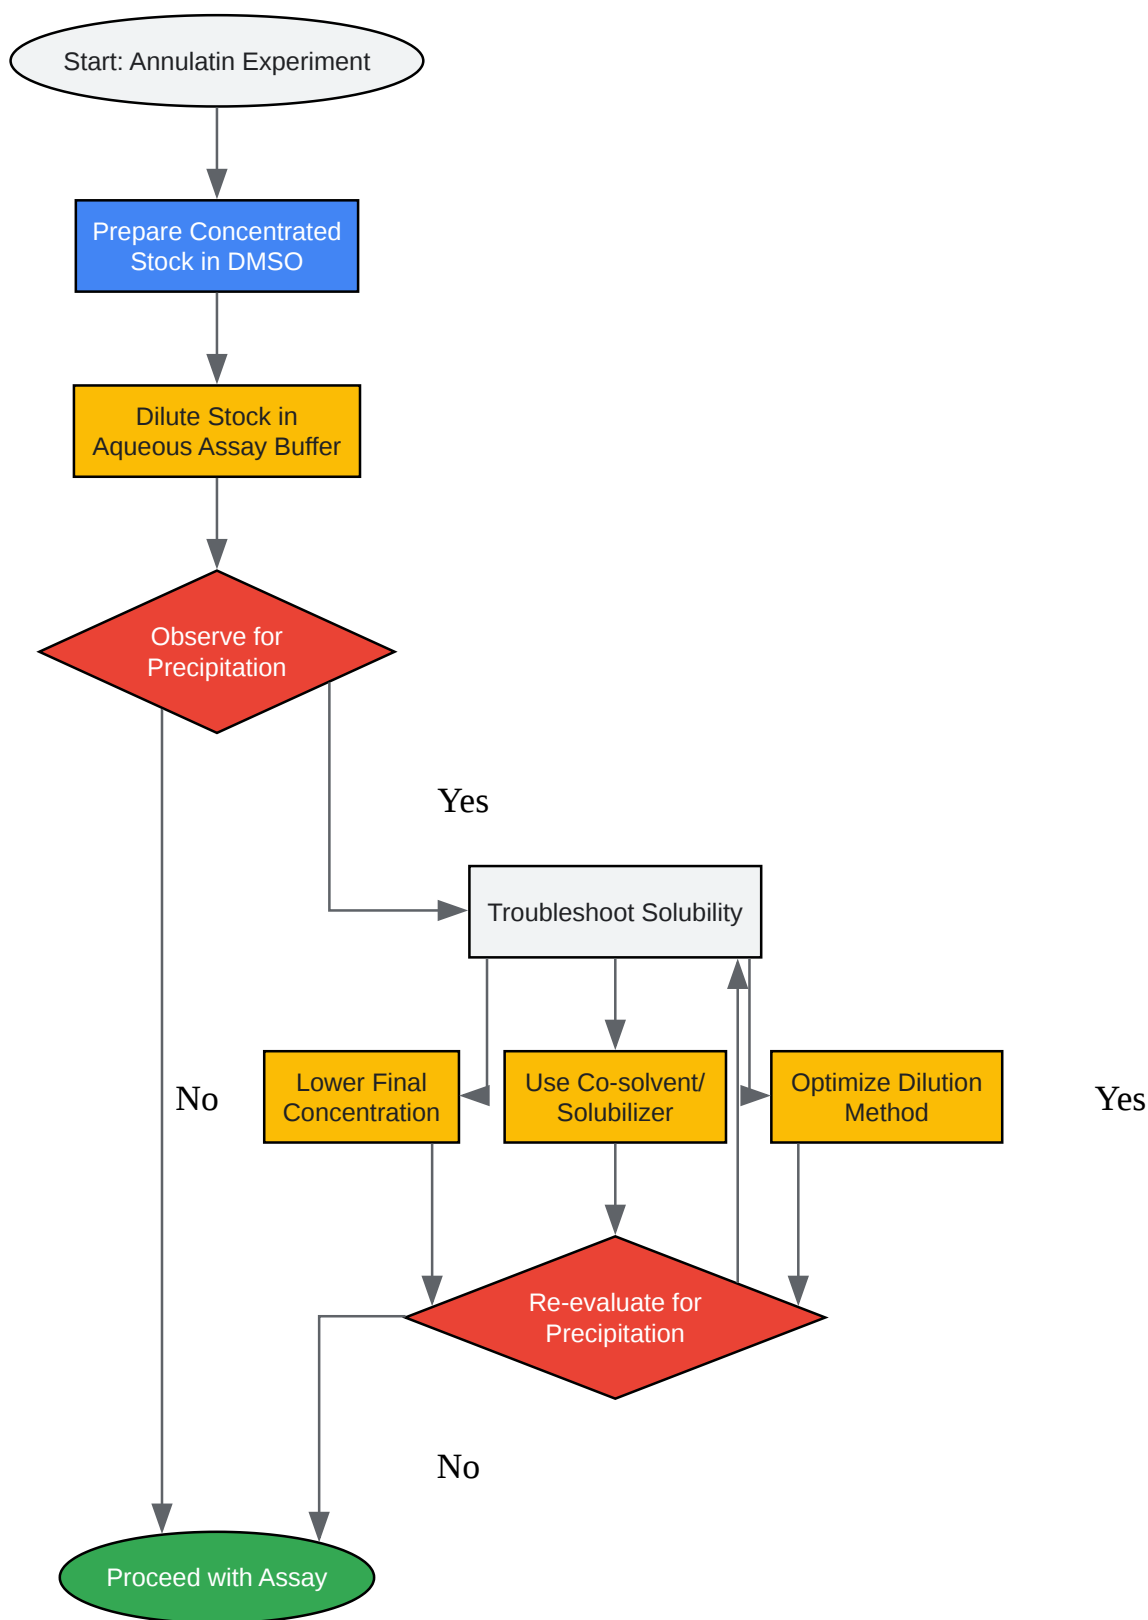 Start: Annulatin Experiment
Prepare Concentrated
Stock in DMSO
Dilute Stock in
Aqueous Assay Buffer
Observe for
Precipitation
Yes
Troubleshoot Solubility
Lower Final
Concentration
Use Co-solvent/
Solubilizer
Optimize Dilution
Method
No
Yes
Re-evaluate for
Precipitation
No
Proceed with Assay